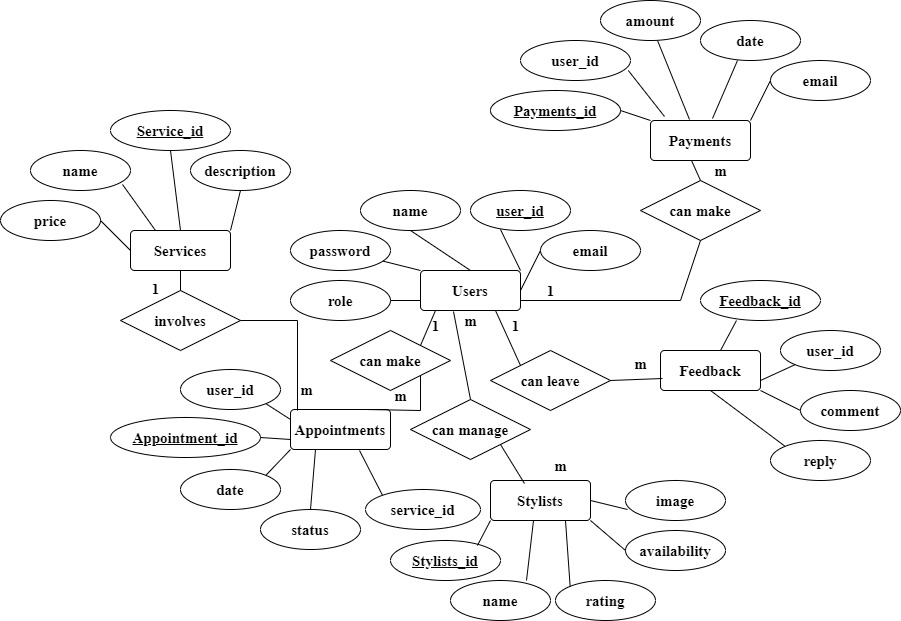 amount
date
user_id
email
Payments_id
Payments
m
can make
Service_id
name
description
price
Services
1
involves
m
name
user_id
password
email
role
Users
1
1
m
1
can make
m
can leave
m
Feedback_id
user_id
Feedback
comment
reply
user_id
Appointment_id
Appointments
date
status
service_id
can manage
m
Stylists
image
availability
Stylists_id
name
rating